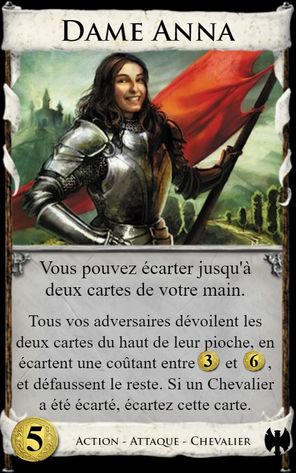 DAME ANNA
Vous pouvez écarter jusqu'à
deux cartes de votre main.
Tous vos adversaires dévoilent les
deux cartes du haut de leur pioche, en
écartent une coûtant entre 3 et 6,
et défaussent le reste. Si un Chevalier
a été écarté, écartez cette carte.
5 ACTION - ATTAQUE - CHEVALIER